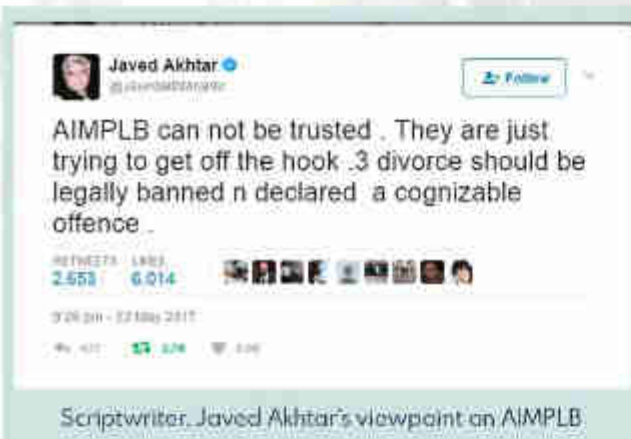 Javed Akhtar
Follow
AIMPLB can not be trusted . They are just
trying to get off the hook .3 divorce should be
legally banned n declared a cognizable
offence .
RETWEETS LIKES
2,653 6,014
May 2017
Scriptwriter, Javed Akhtar's viewpoint on AIMPLB